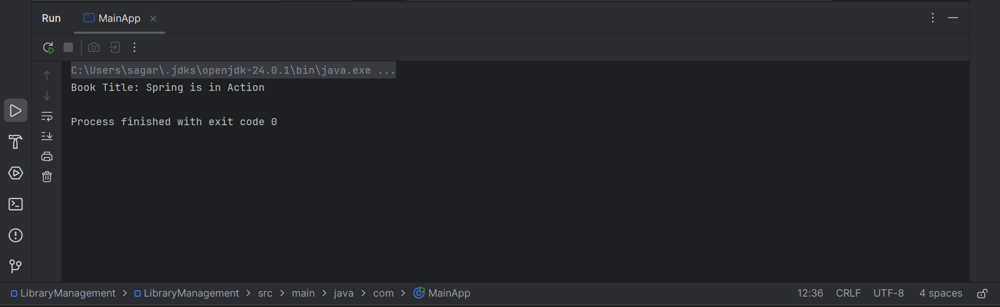 Run MainApp
C:\Users\sagar\.jdks\openjdk-24.0.1\bin\java.exe ...
Book Title: Spring is in Action
Process finished with exit code 0
LibraryManagement > LibraryManagement > src > main > java > com > MainApp 12:36 CRLF UTF-8 4 spaces